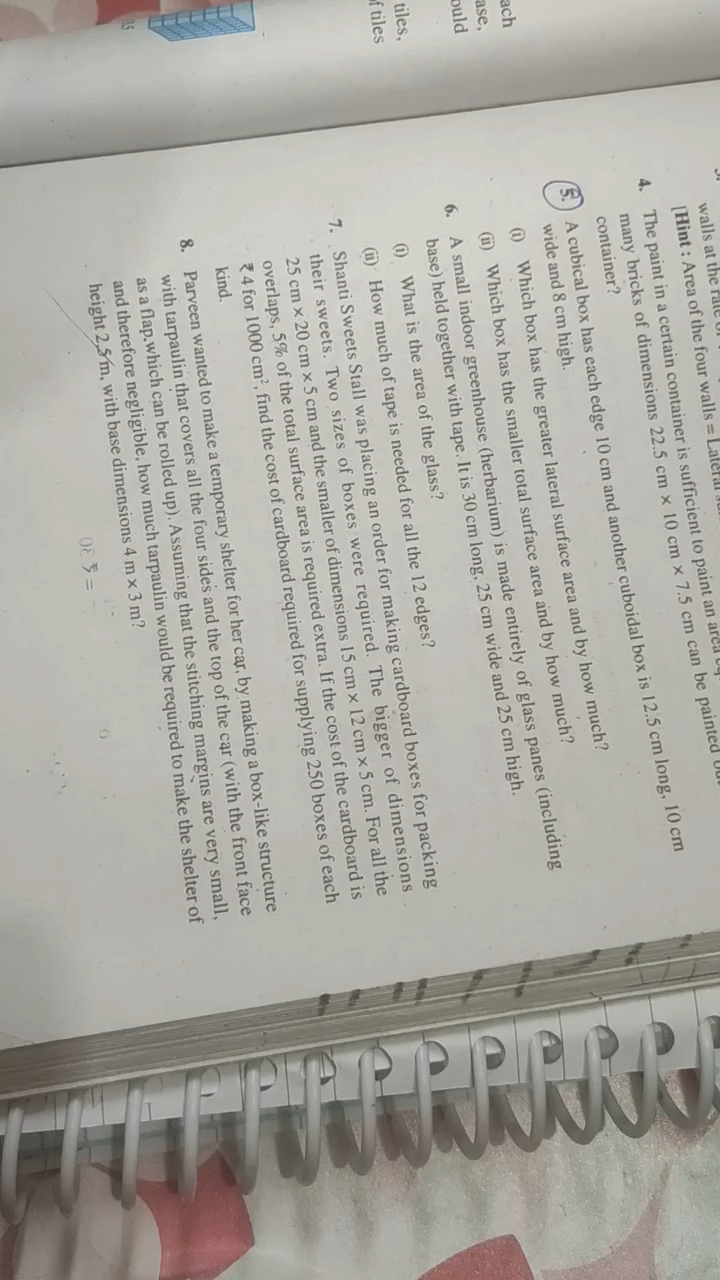 ach
ase,
ould
tiles,
f tiles
walls at the rate of
[Hint : Area of the four walls = Lateral
4. The paint in a certain container is sufficient to paint an area
many bricks of dimensions 22.5 cm × 10 cm × 7.5 cm can be painted out
container?
5. A cubical box has each edge 10 cm and another cuboidal box is 12.5 cm long, 10 cm
wide and 8 cm high.
(i) Which box has the greater lateral surface area and by how much?
(ii) Which box has the smaller total surface area and by how much?
6. A small indoor greenhouse (herbarium) is made entirely of glass panes (including
base) held together with tape. It is 30 cm long, 25 cm wide and 25 cm high.
(i) What is the area of the glass?
(ii) How much of tape is needed for all the 12 edges?
7. Shanti Sweets Stall was placing an order for making cardboard boxes for packing
their sweets. Two sizes of boxes were required. The bigger of dimensions
25 cm × 20 cm × 5 cm and the smaller of dimensions 15 cm × 12 cm × 5 cm. For all the
overlaps, 5% of the total surface area is required extra. If the cost of the cardboard is
₹ 4 for 1000 cm², find the cost of cardboard required for supplying 250 boxes of each
kind.
8. Parveen wanted to make a temporary shelter for her car, by making a box-like structure
with tarpaulin that covers all the four sides and the top of the car (with the front face
as a flap which can be rolled up). Assuming that the stitching margins are very small,
and therefore negligible, how much tarpaulin would be required to make the shelter of
height 2.5 m, with base dimensions 4 m × 3 m?